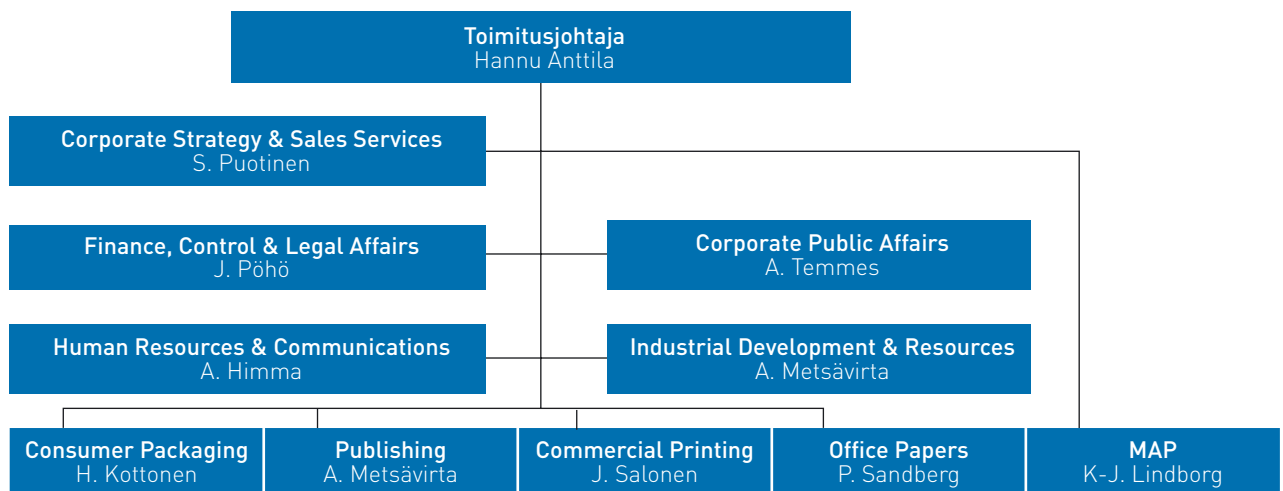 Toimitusjohtaja
Hannu Anttila
Corporate Strategy & Sales Services
S. Puotinen
Finance, Control & Legal Affairs
J. Pöhö
Corporate Public Affairs
A. Temmes
Human Resources & Communications
A. Himma
Industrial Development & Resources
A. Metsävirta
Consumer Packaging
H. Kottonen
Publishing
A. Metsävirta
Commercial Printing
J. Salonen
Office Papers
P. Sandberg
MAP
K-J. Lindborg